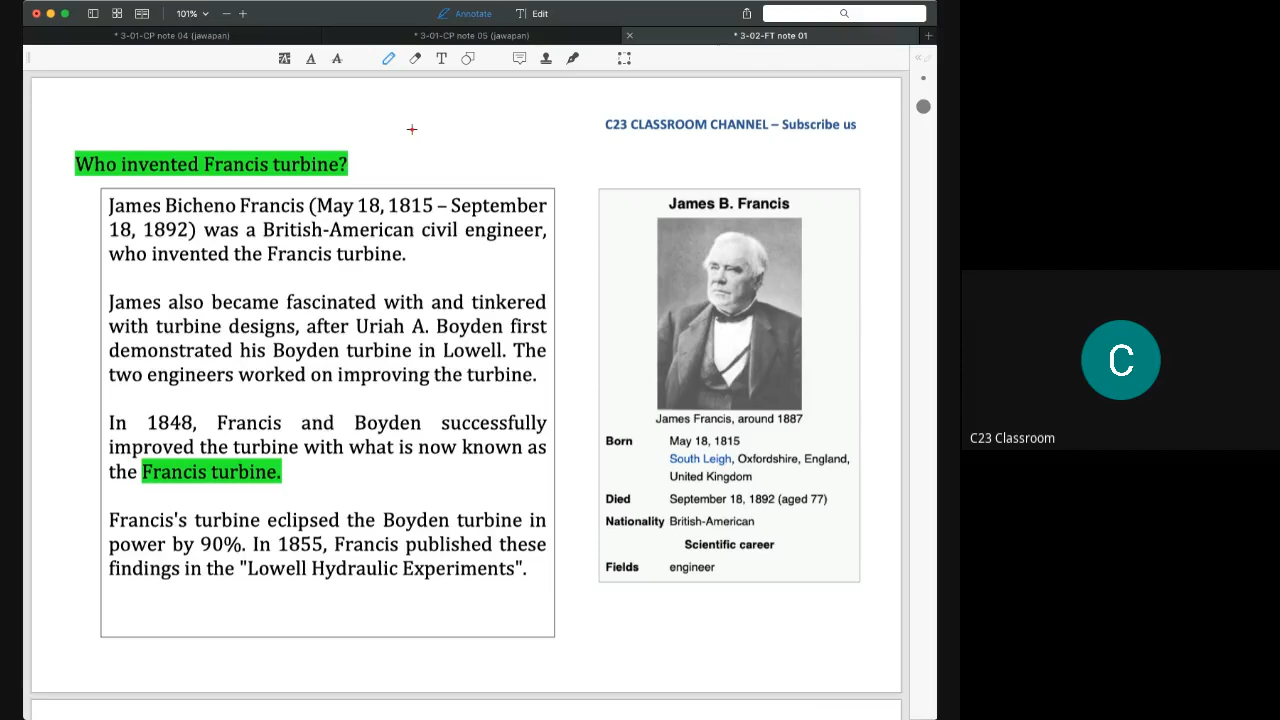 101%
Annotate
Edit
* 3-01-CP note 04 (jawapan)
* 3-01-CP note 05 (jawapan)
* 3-02-FT note 01
C23 CLASSROOM CHANNEL – Subscribe us
Who invented Francis turbine?
James Bicheno Francis (May 18, 1815 – September
18, 1892) was a British-American civil engineer,
who invented the Francis turbine.
James also became fascinated with and tinkered
with turbine designs, after Uriah A. Boyden first
demonstrated his Boyden turbine in Lowell. The
two engineers worked on improving the turbine.
In 1848, Francis and Boyden successfully
improved the turbine with what is now known as
the Francis turbine.
Francis's turbine eclipsed the Boyden turbine in
power by 90%. In 1855, Francis published these
findings in the "Lowell Hydraulic Experiments".
James B. Francis
James Francis, around 1887
Born May 18, 1815
South Leigh, Oxfordshire, England,
United Kingdom
Died September 18, 1892 (aged 77)
Nationality British-American
Scientific career
Fields engineer
C
C23 Classroom